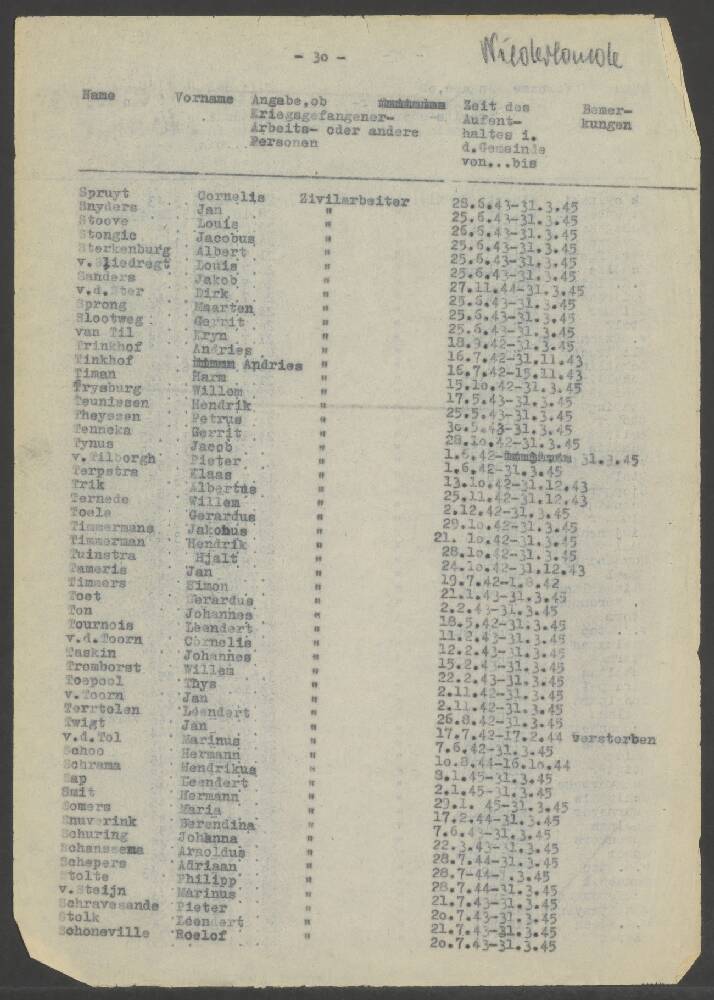 - 30 -
Niederlande
Name Vorname Angabe,ob Kriegsgefangener- Arbeits- oder andere Personen Zeit des Aufent- haltes i. d.Gemeinde von...bis Bemer- kungen
Spruyt Cornelis Zivilarbeiter 28.6.43-31.3.45
Snyders Jan " 25.6.43-31.3.45
Stoove Louis " 26.6.43-31.3.45
Stongie Jacobus " 25.6.43-31.3.45
Sterkenburg Albert " 25.6.43-31.3.45
v.Sliedregt Louis " 25.6.43-31.3.45
Sanders Jakob " 27.11.44-31.3.45
v.d.Ster Dirk " 25.6.43-31.3.45
Sprong Maarten " 25.6.43-31.3.45
Slootweg Gerrit " 25.6.43-31.3.45
van Til Kryn " 18.9.42-31.3.45
Trinkhof Andries " 16.7.42-31.11.43
Tinkhof Andries " 16.7.42-15.11.43
Timan Harm " 15.10.42-31.3.45
Trysburg Willem " 17.5.43-31.3.45
Teunissen Hendrik " 25.5.43-31.3.45
Theyssen Petrus " 30.5.43-31.3.45
Tenneka Gerrit " 28.10.42-31.3.45
Tynus Jacob " 1.6.42- 31.3.45
v.Tilborgh Pieter " 1.6.42-31.3.45
Terpstra Klaas " 13.10.42-31.12.43
Trik Albertus " 25.11.42-31.12.43
Ternede Willem " 2.12.42-31.3.45
Toele Gerardus " 29.10.42-31.3.45
Timmermans Jakobus " 21. 10.42-31.3.45
Timmerman Hendrik " 28.10.42-31.3.45
Tuinstra Hjalt " 24.10.42-31.12.43
Tameris Jan " 19.7.42-1.8.42
Timmers Simon " 21.1.43-31.3.45
Toet Gerardus " 2.2.43-31.3.45
Ton Johannes " 18.5.42-31.3.45
Tournois Leendert " 11.2.43-31.3.45
v.d.Toorn Cornelis " 12.2.43-31.3.45
Taskin Johannes " 15.2.43-31.3.45
Tromborst Willem " 22.2.43-31.3.45
Toepoel Thys " 2.11.42-31.3.45
v.Toorn Jan " 2.11.42-31.3.45
Terrtolen Leendert " 26.8.42-31.3.45
Twigt Jan " 17.7.42-17.2.44 verstorben
v.d.Tol Marinus " 7.6.42-31.3.45
Schoo Hermann " 10.8.44-16.10.44
Schrama Hendrikus " 8.1.45-31.3.45
Sap Leendert " 2.1.45-31.3.45
Smit Hermann " 29.1. 45-31.3.45
Somers Maria " 17.2.44-31.3.45
Snuverink Berendina " 7.6.43-31.3.45
Schuring Johanna " 22.3.43-31.3.45
Schanssema Arnoldus " 28.7.44-31.3.45
Schepers Adriaan " 28.7-44-31.3.45
Stolte Philipp " 28.7.44-31.3.45
v.Steijn Marinus " 21.7.43-31.3.45
Schravesande Pieter " 20.7.43-31.3.45
Stolk Leendert " 21.7.43-31.3.45
Schoneville Roelof " 20.7.43-31.3.45